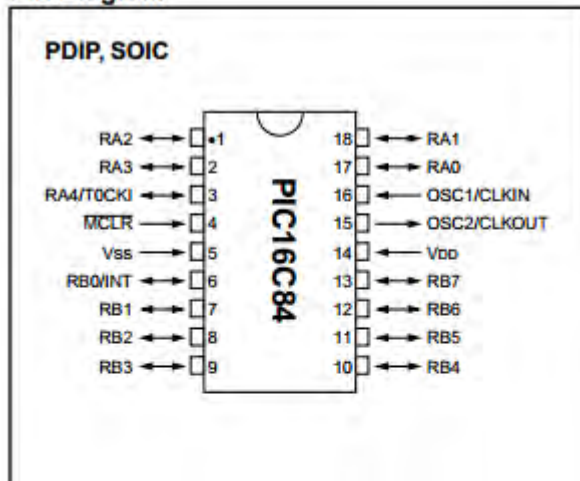 PDIP, SOIC
RA2 •1 18 RA1
RA3 2 17 RA0
RA4/T0CKI 3 16 OSC1/CLKIN
MCLR 4 15 OSC2/CLKOUT
VSS 5 14 VDD
RB0/INT 6 13 RB7
RB1 7 12 RB6
RB2 8 11 RB5
RB3 9 10 RB4
PIC16C84